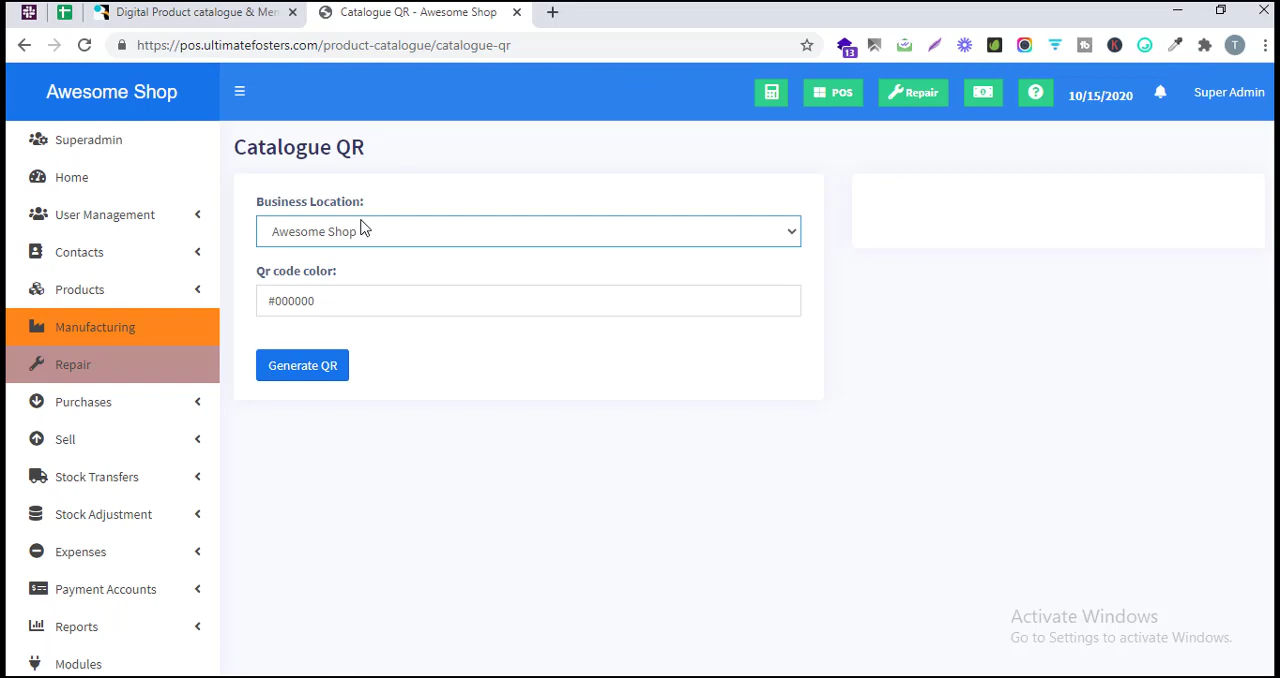 Digital Product catalogue & Men
Catalogue QR - Awesome Shop
https://pos.ultimatefosters.com/product-catalogue/catalogue-qr
13
T
Awesome Shop
POS
Repair
10/15/2020
Super Admin
Superadmin
Home
User Management
Contacts
Products
Manufacturing
Repair
Purchases
Sell
Stock Transfers
Stock Adjustment
Expenses
Payment Accounts
Reports
Modules
Catalogue QR
Business Location:
Awesome Shop
Qr code color:
#000000
Generate QR
Activate Windows
Go to Settings to activate Windows.